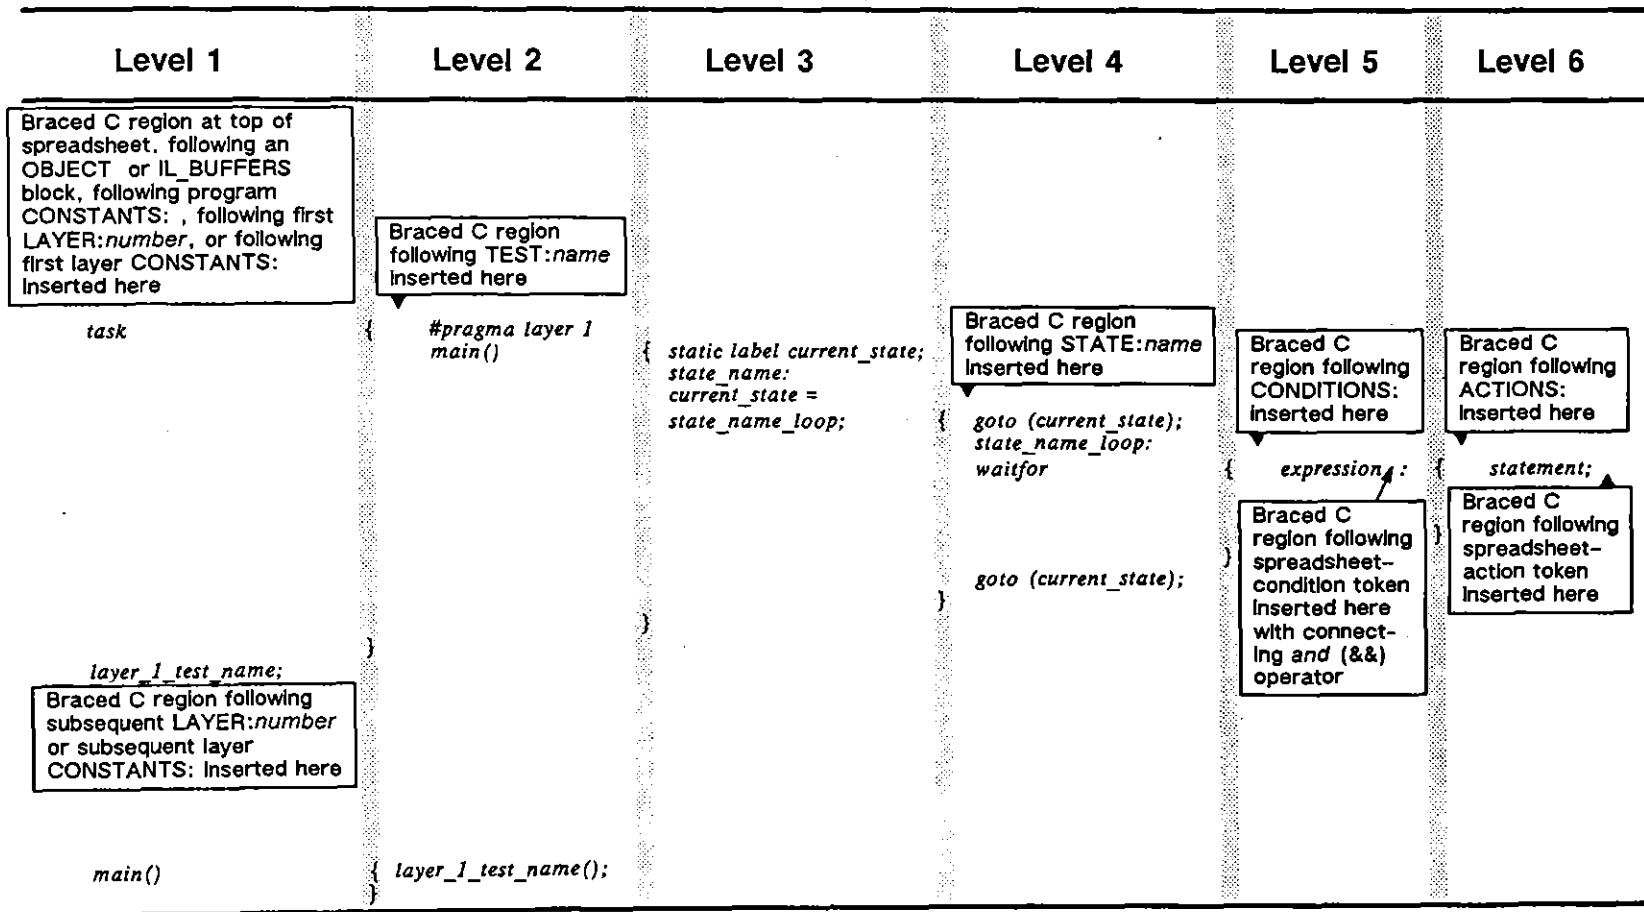 Level 1
Level 2
Level 3
Level 4
Level 5
Level 6
Braced C region at top of
spreadsheet, following an
OBJECT or IL_BUFFERS
block, following program
CONSTANTS: , following first
LAYER:number, or following
first layer CONSTANTS:
Inserted here
task
{
Braced C region
following TEST:name
Inserted here
#pragma layer 1
main()
{ static label current_state;
state_name:
current_state =
state_name_loop;
Braced C region
following STATE:name
Inserted here
{ goto (current_state);
state_name_loop:
waitfor
Braced C
region following
CONDITIONS:
inserted here
{ expression :
Braced C
region following
ACTIONS:
Inserted here
{ statement;
Braced C
region following
spreadsheet–
condition token
Inserted here
with connect–
ing and (&&)
operator
Braced C
region following
spreadsheet–
action token
Inserted here
}
}
goto (current_state);
}
}
}
layer_1_test_name;
Braced C region following
subsequent LAYER:number
or subsequent layer
CONSTANTS: Inserted here
main()
{ layer_1_test_name();
}